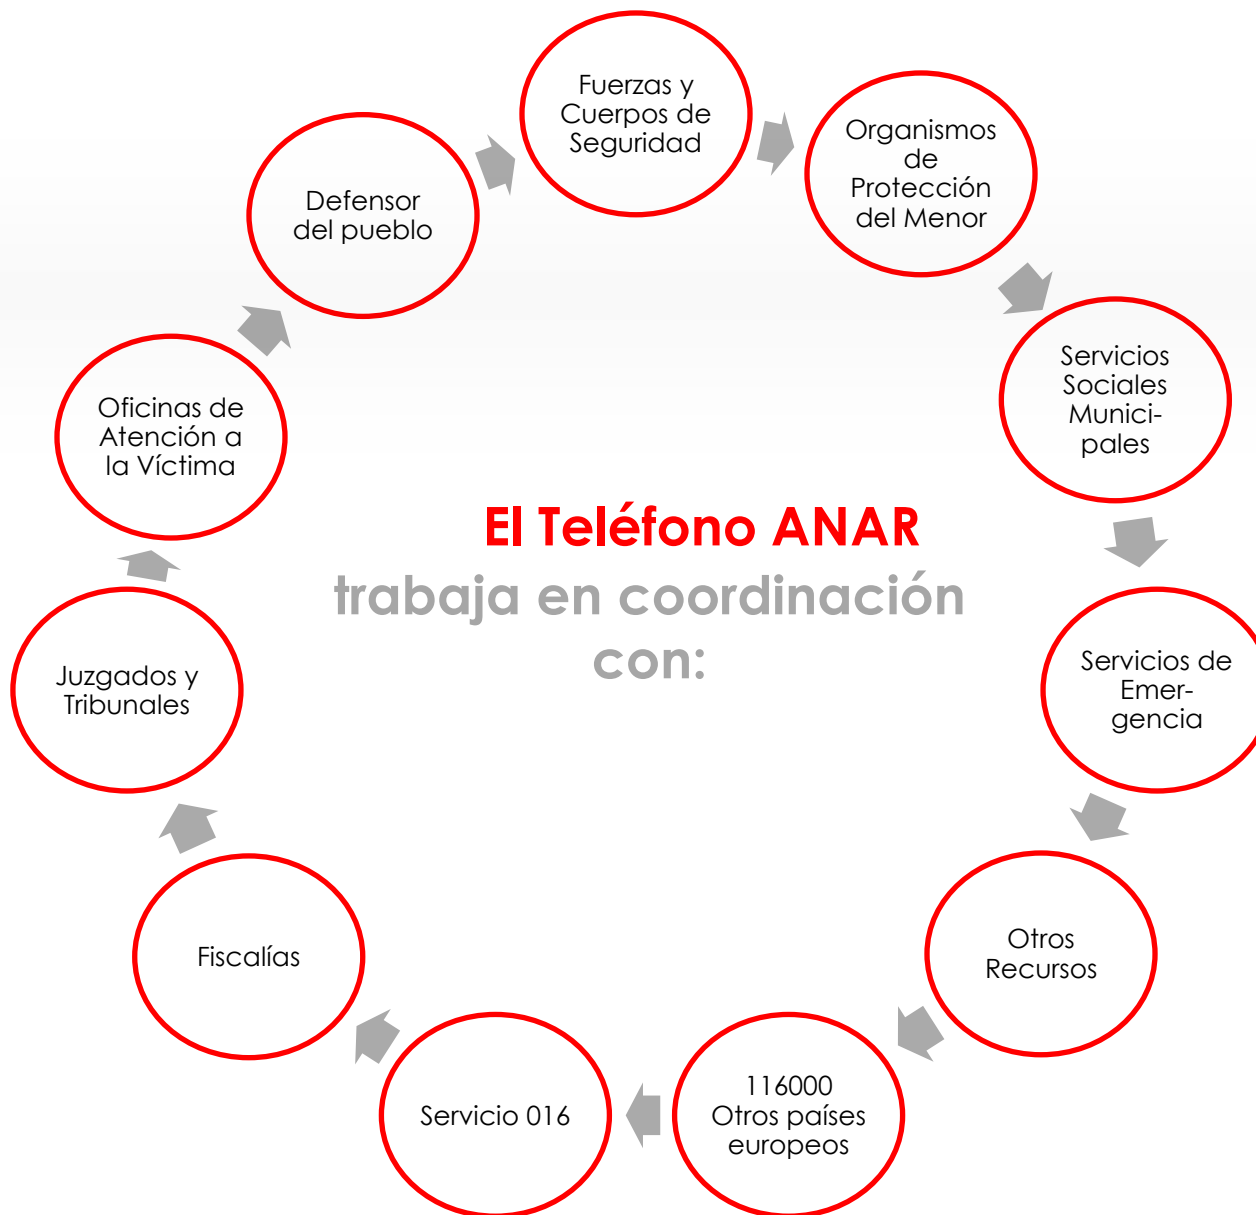 Fuerzas y
Cuerpos de
Seguridad
Organismos
de
Protección
del Menor
Servicios
Sociales
Munici-
pales
Servicios de
Emer-
gencia
Otros
Recursos
116000
Otros países
europeos
Servicio 016
Fiscalías
Juzgados y
Tribunales
Oficinas de
Atención a
la Víctima
Defensor
del pueblo
El Teléfono ANAR
trabaja en coordinación
con: